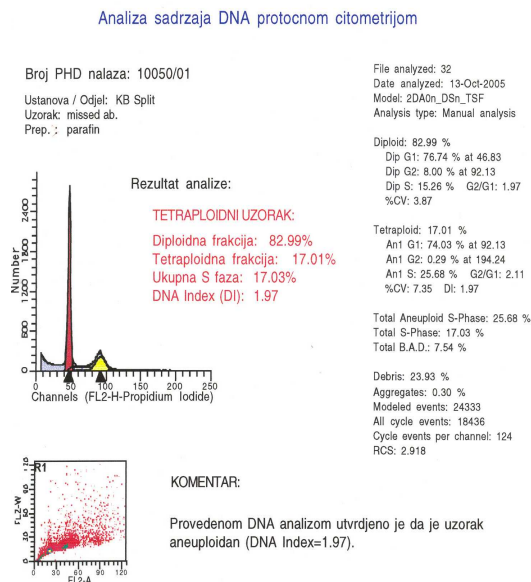 Analiza sadrzaja DNA protocnom citometrijom
Broj PHD nalaza: 10050/01
Ustanova / Odjel: KB Split
Uzorak: missed ab.
Prep. : parafin
Rezultat analize:
TETRAPLOIDNI UZORAK:
Diploidna frakcija: 82.99%
Tetraploidna frakcija: 17.01%
Ukupna S faza: 17.03%
DNA Index (DI): 1.97
Number
0 800 1200 2400
0 50 100 150 200 250
Channels (FL2-H-Propidium Iodide)
File analyzed: 32
Date analyzed: 13-Oct-2005
Model: 2DA0n_DSn_TSF
Analysis type: Manual analysis
Diploid: 82.99 %
Dip G1: 76.74 % at 46.83
Dip G2: 8.00 % at 92.13
Dip S: 15.26 % G2/G1: 1.97
%CV: 3.87
Tetraploid: 17.01 %
An1 G1: 74.03 % at 92.13
An1 G2: 0.29 % at 194.24
An1 S: 25.68 % G2/G1: 2.11
%CV: 7.35 DI: 1.97
Total Aneuploid S-Phase: 25.68 %
Total S-Phase: 17.03 %
Total B.A.D.: 7.54 %
Debris: 23.93 %
Aggregates: 0.30 %
Modeled events: 24333
All cycle events: 18436
Cycle events per channel: 124
RCS: 2.918
R1
FL2-W
0 30 60 90 120
FL2-A
KOMENTAR:
Provedenom DNA analizom utvrdjeno je da je uzorak
aneuploidan (DNA Index=1.97).